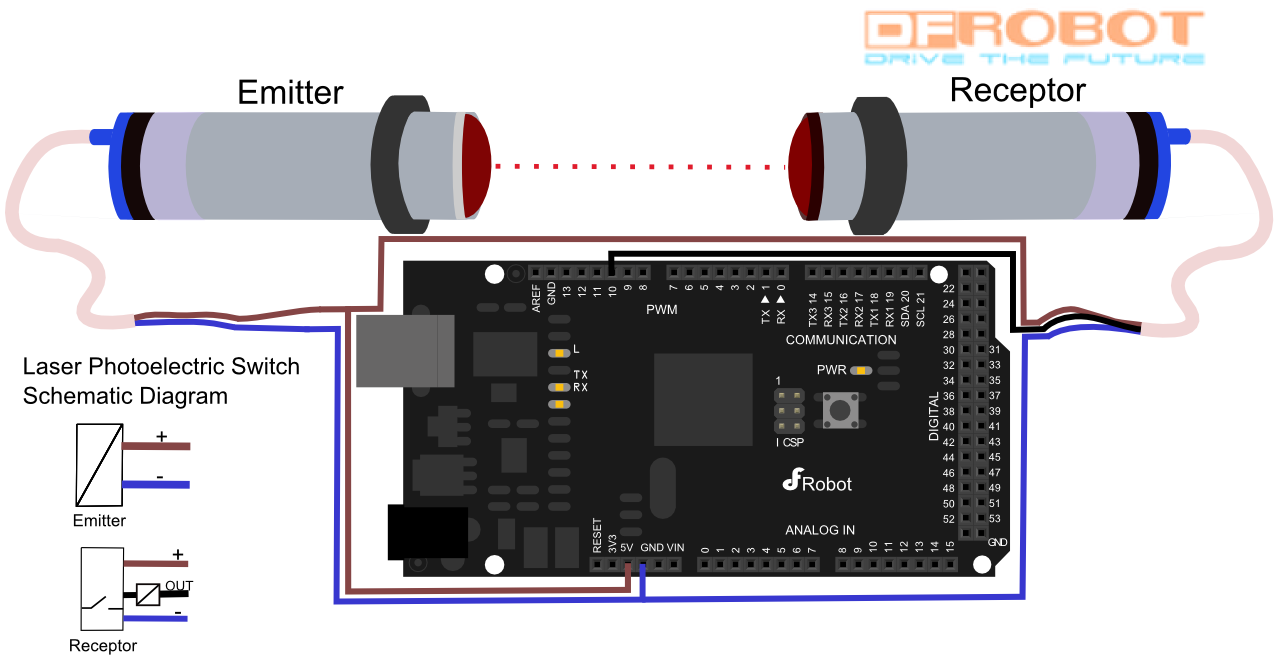 DFROBOT
DRIVE THE FUTURE
Emitter
Receptor
AREF
GND
13
12
11
10
9
8
7
6
5
4
3
2
TX ▶ 1
RX ▶ 0
TX3 14
RX3 15
TX2 16
RX2 17
TX1 18
RX1 19
SDA 20
SCL 21
PWM
COMMUNICATION
22
24
26
28
30 31
32 33
34 35
36 37
38 39
40 41
42 43
44 45
46 47
48 49
50 51
52 53
GND
DIGITAL
L
TX
RX
PWR
1
I CSP
Robot
ANALOG IN
RESET
3V3
5V
GND VIN
0
1
2
3
4
5
6
7
8
9
10
11
12
13
14
15
Laser Photoelectric Switch
Schematic Diagram
+
-
Emitter
+
OUT
-
Receptor